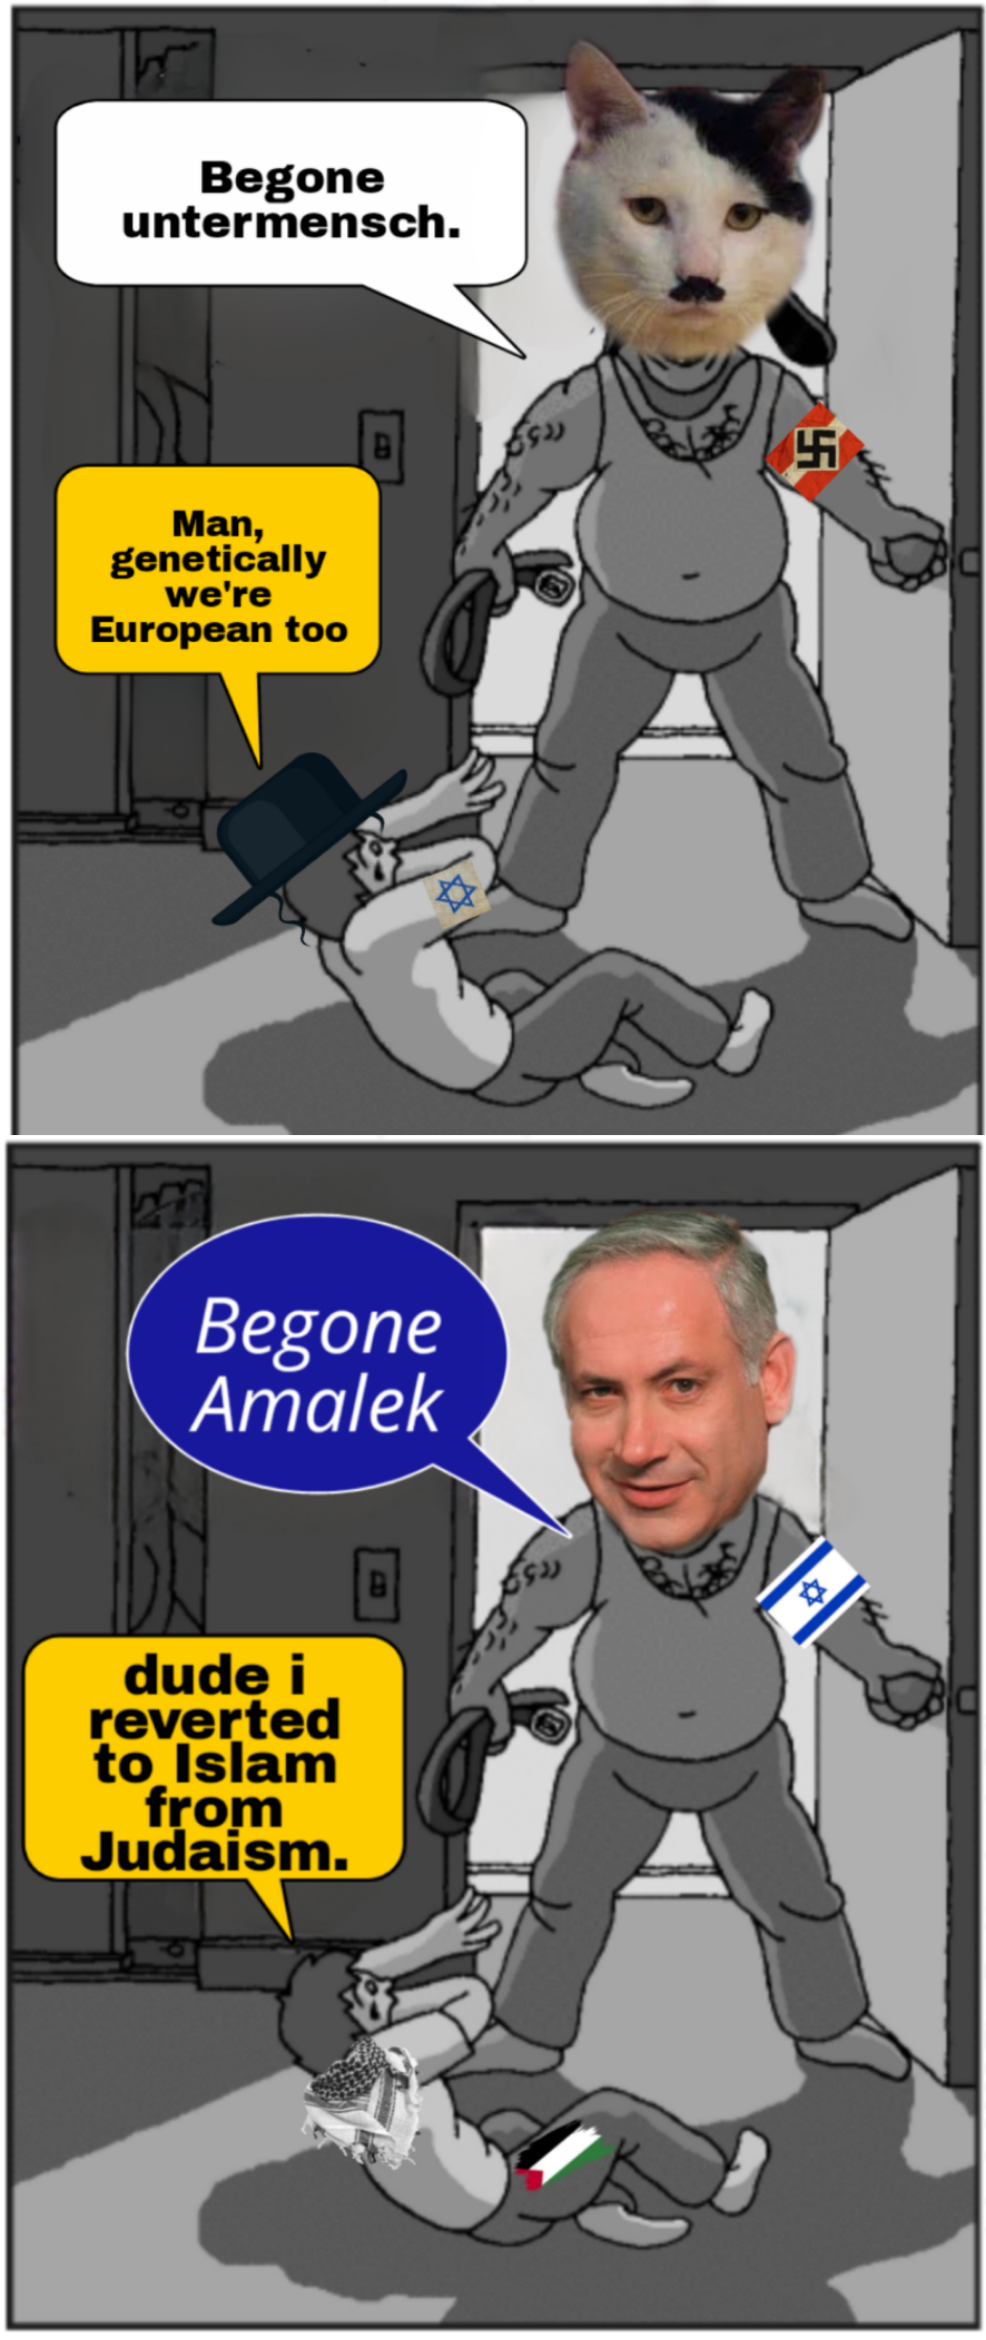 Begone
untermensch.
Man,
genetically
we're
European too
Begone
Amalek
dude i
reverted
to Islam
from
Judaism.